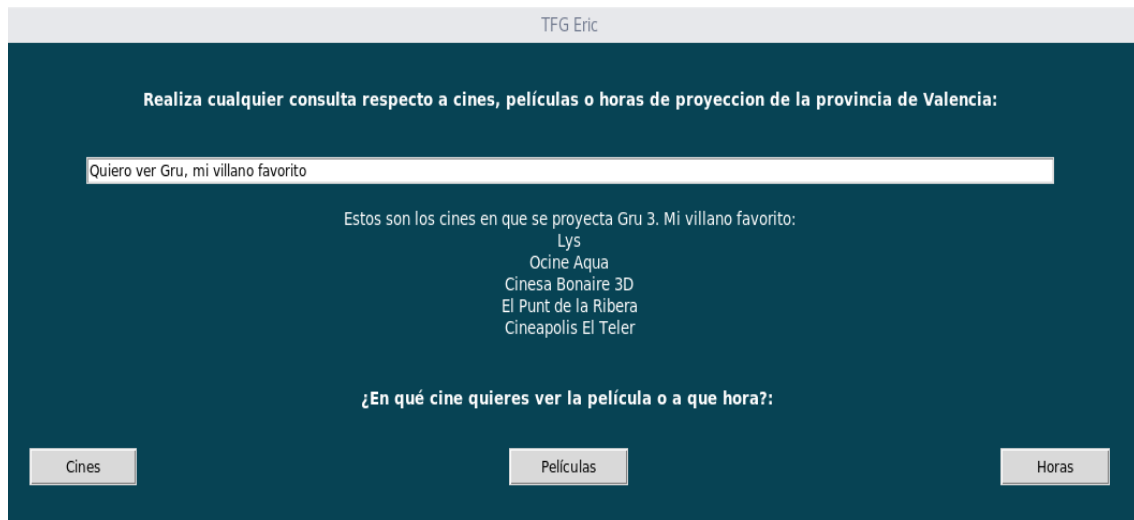 TFG Eric
Realiza cualquier consulta respecto a cines, películas o horas de proyeccion de la provincia de Valencia:
Quiero ver Gru, mi villano favorito
Estos son los cines en que se proyecta Gru 3. Mi villano favorito:
Lys
Ocine Aqua
Cinesa Bonaire 3D
El Punt de la Ribera
Cineapolis El Teler
¿En qué cine quieres ver la película o a que hora?:
Cines
Películas
Horas